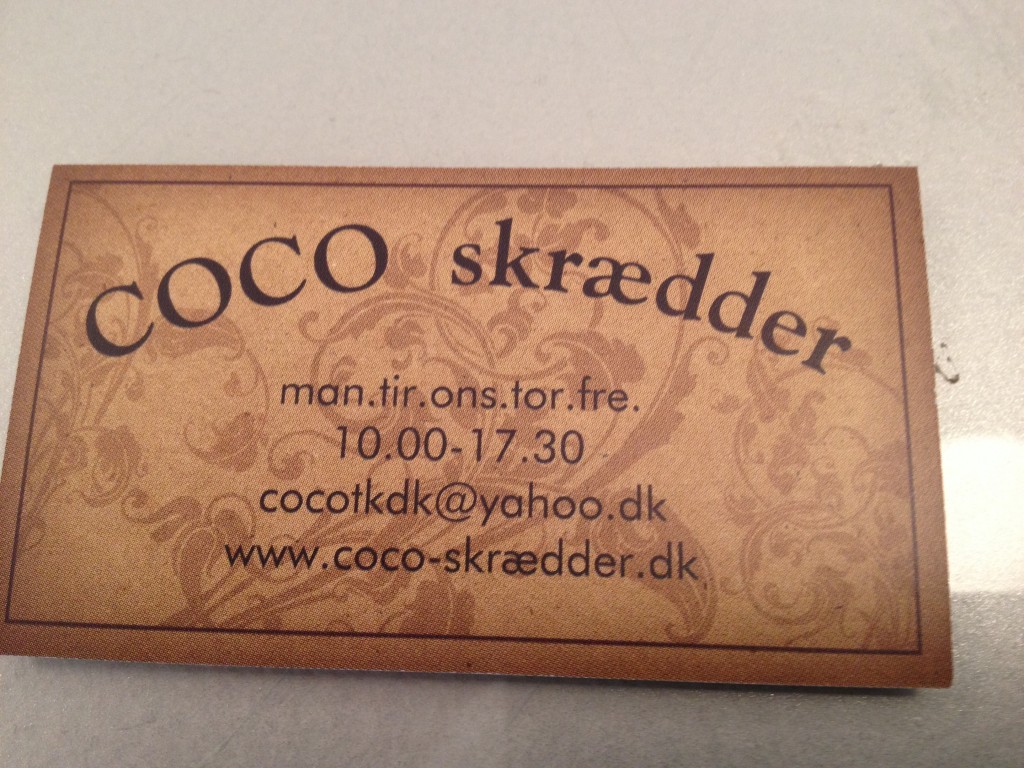 COCO skrædder
man.tir.ons.tor.fre.
10.00-17.30
cocotkdk@yahoo.dk
www.coco-skrædder.dk